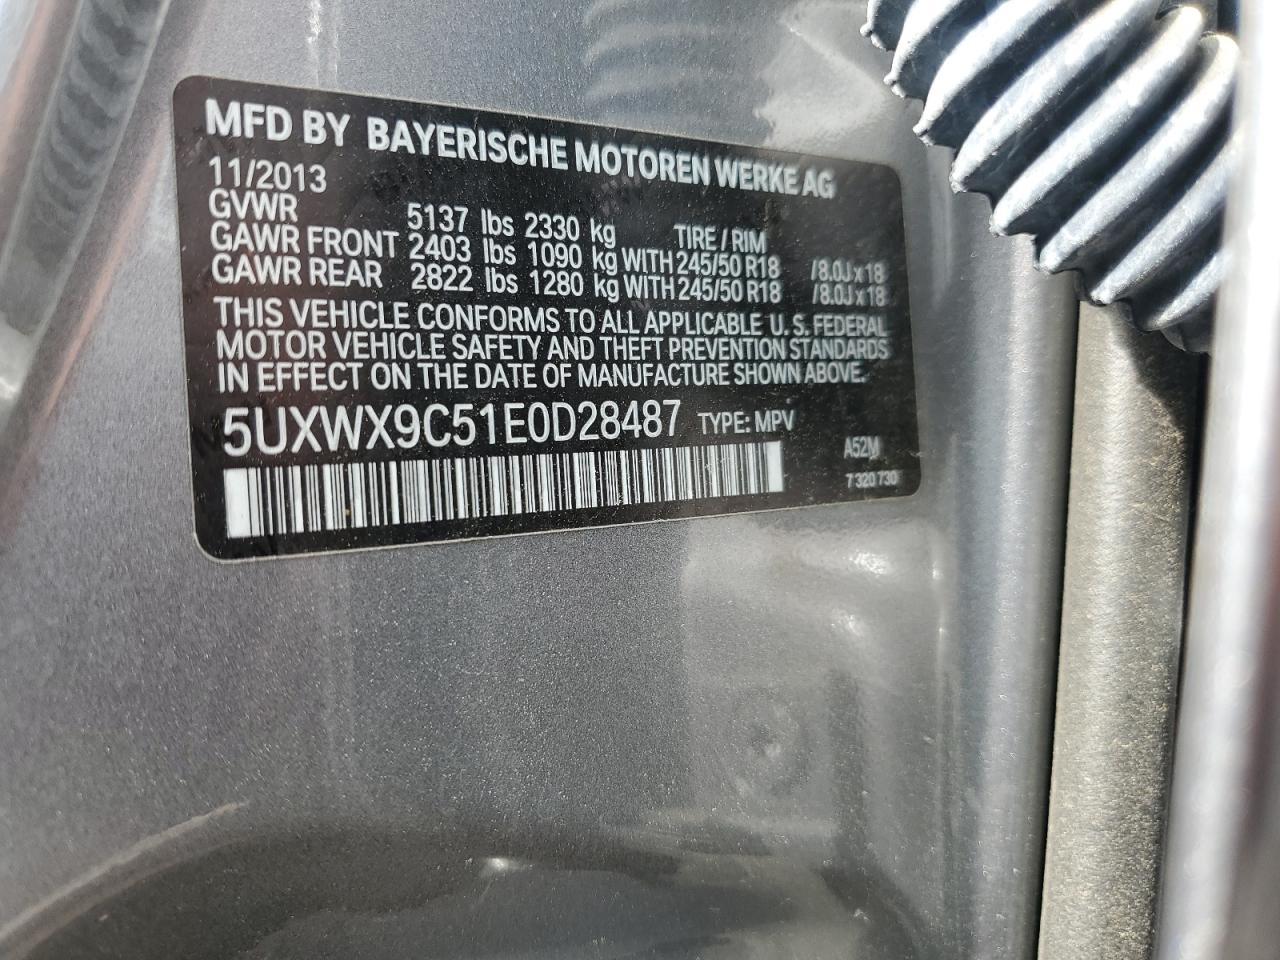 MFD BY BAYERISCHE MOTOREN WERKE AG
11/2013
GVWR 5137 lbs 2330 kg TIRE / RIM
GAWR FRONT 2403 lbs 1090 kg WITH 245/50 R18 / 8.0J x 18
GAWR REAR 2822 lbs 1280 kg WITH 245/50 R18 / 8.0J x 18
THIS VEHICLE CONFORMS TO ALL APPLICABLE U.S. FEDERAL
MOTOR VEHICLE SAFETY AND THEFT PREVENTION STANDARDS
IN EFFECT ON THE DATE OF MANUFACTURE SHOWN ABOVE.
5UXWX9C51E0D28487 TYPE: MPV
A52M
7 320 730